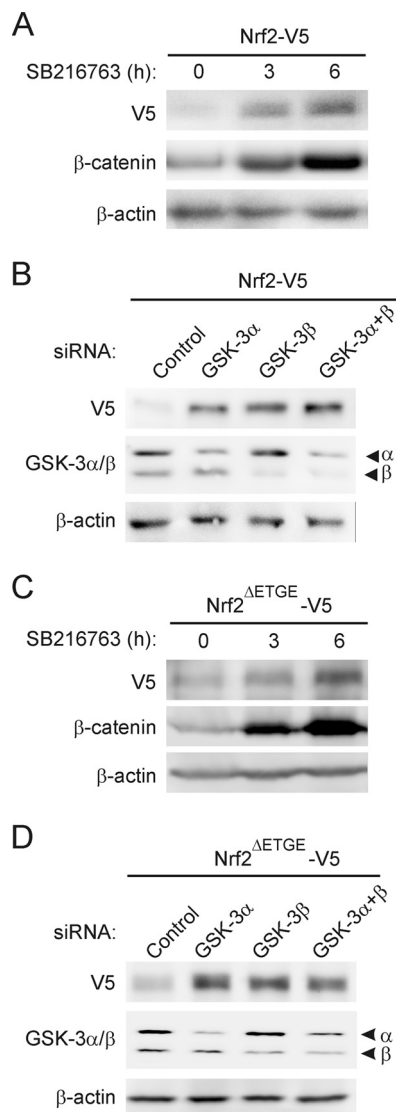 A
Nrf2-V5
SB216763 (h): 0 3 6
V5
β-catenin
β-actin
B
Nrf2-V5
siRNA: Control GSK-3α GSK-3β GSK-3α+β
V5
GSK-3α/β
α
β
β-actin
C
Nrf2ΔETGE-V5
SB216763 (h): 0 3 6
V5
β-catenin
β-actin
D
Nrf2ΔETGE-V5
siRNA: Control GSK-3α GSK-3β GSK-3α+β
V5
GSK-3α/β
α
β
β-actin